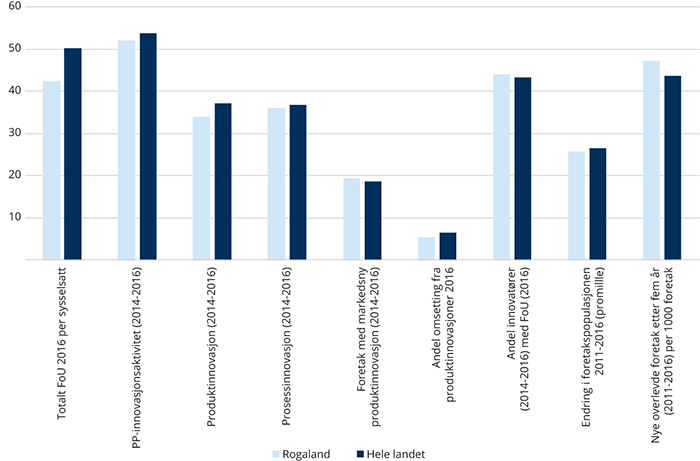 60
50
40
30
20
10
Totalt FoU 2016 per sysselsatt
PP-innovasjonsaktivitet (2014-2016)
Produktinnovasjon (2014-2016)
Prosessinnovasjon (2014-2016)
Foretak med markedsny
produktinnovasjon (2014-2016)
Andel omsetting fra
produktinnovasjoner 2016
Andel innovatører
(2014-2016) med FoU (2016)
Endring i foretakspopulasjonen
2011-2016 (promillle)
Nye overlevde foretak etter fem år
(2011-2016) per 1000 foretak
Rogaland
Hele landet